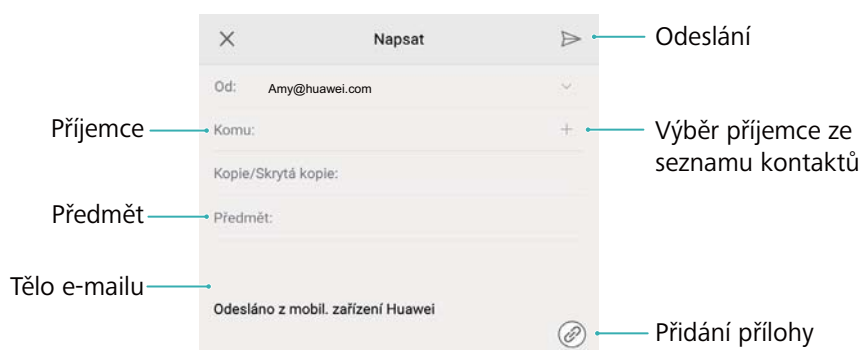 Napsat
Odeslání
Od: Amy@huawei.com
Příjemce
Komu:
Výběr příjemce ze
seznamu kontaktů
Kopie/Skrytá kopie:
Předmět
Předmět:
Tělo e-mailu
Odesláno z mobil. zařízení Huawei
Přidání přílohy